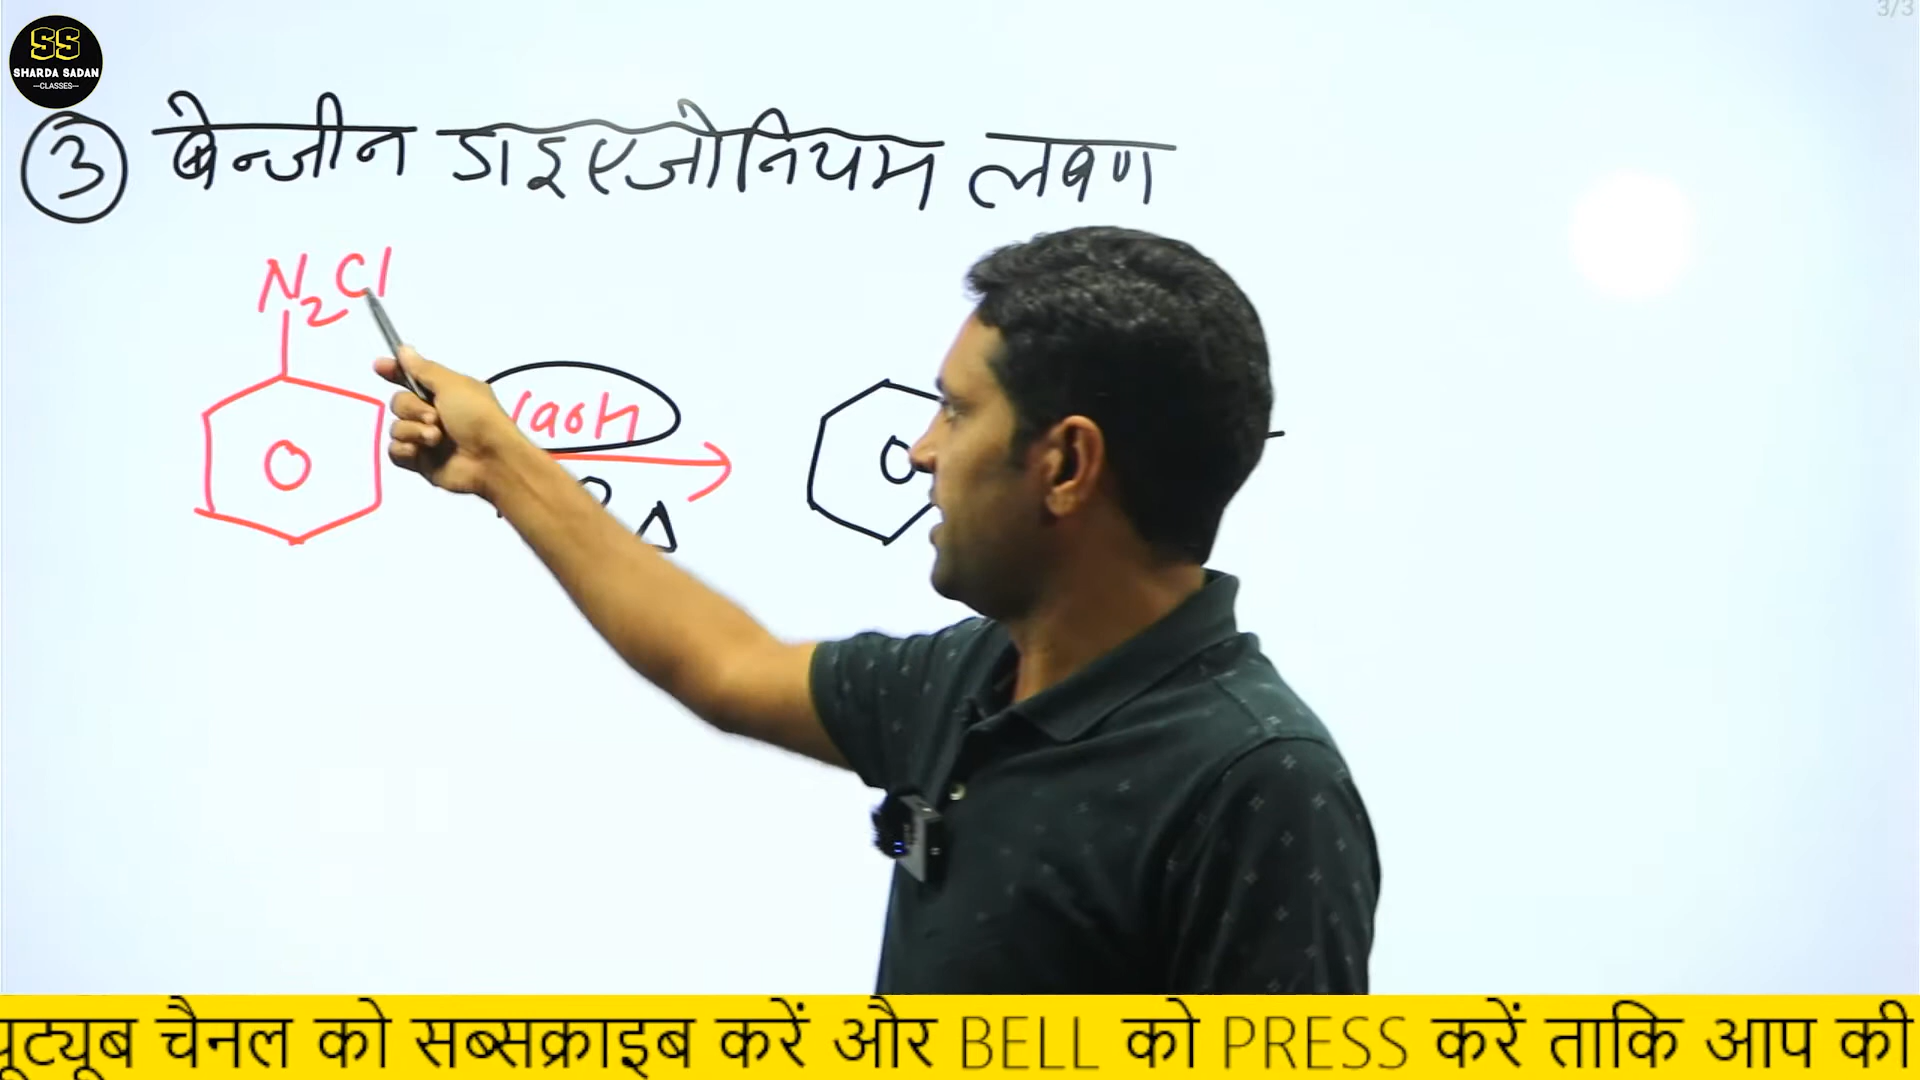 3/3
SS
SHARDA SADAN
—CLASSES—
③ बेन्जीन डाइएजोनियम लवण
N₂Cl
aOH
Δ
यूट्यूब चैनल को सब्सक्राइब करें और BELL को PRESS करें ताकि आप की